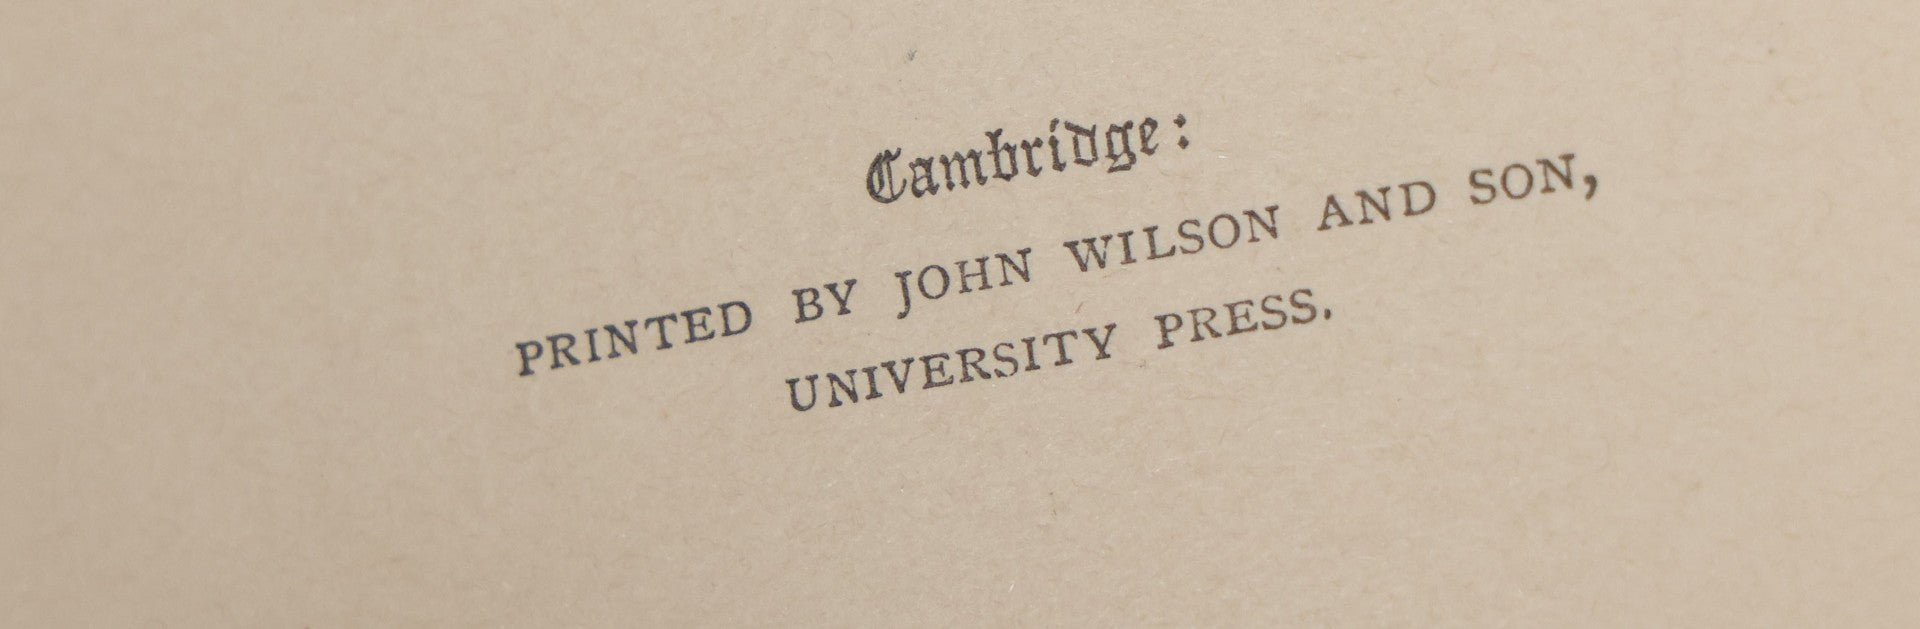 Cambridge:
PRINTED BY JOHN WILSON AND SON,
UNIVERSITY PRESS.